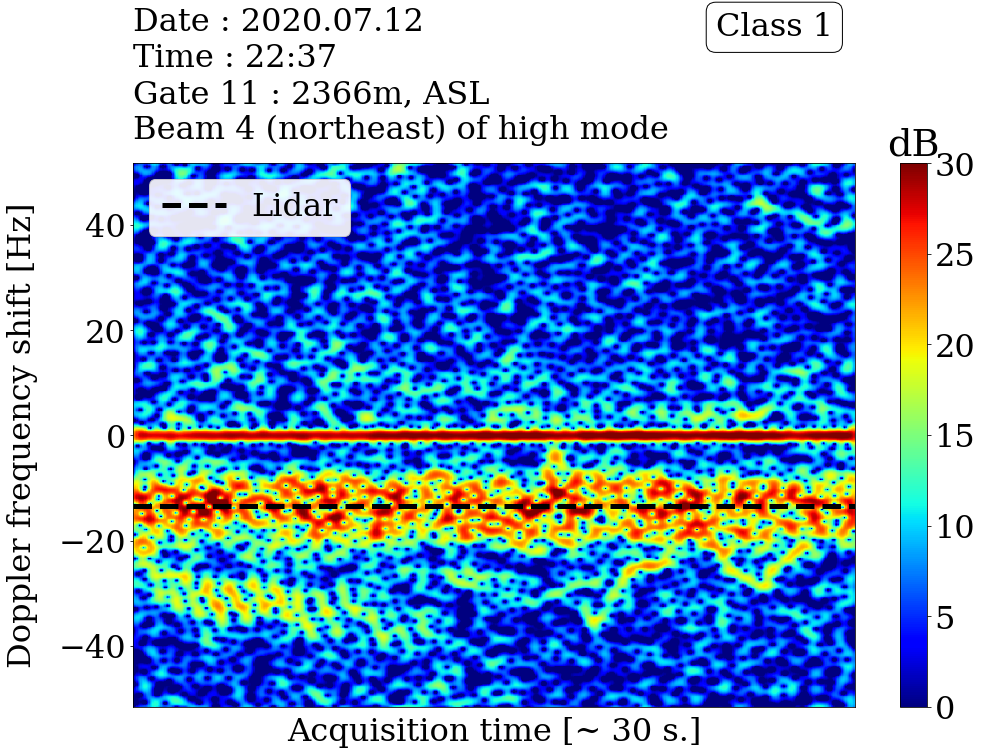 Date : 2020.07.12
Time : 22:37
Gate 11 : 2366m, ASL
Beam 4 (northeast) of high mode
Class 1
dB
Lidar
Doppler frequency shift [Hz]
40
20
0
−20
−40
Acquisition time [~ 30 s.]
30
25
20
15
10
5
0